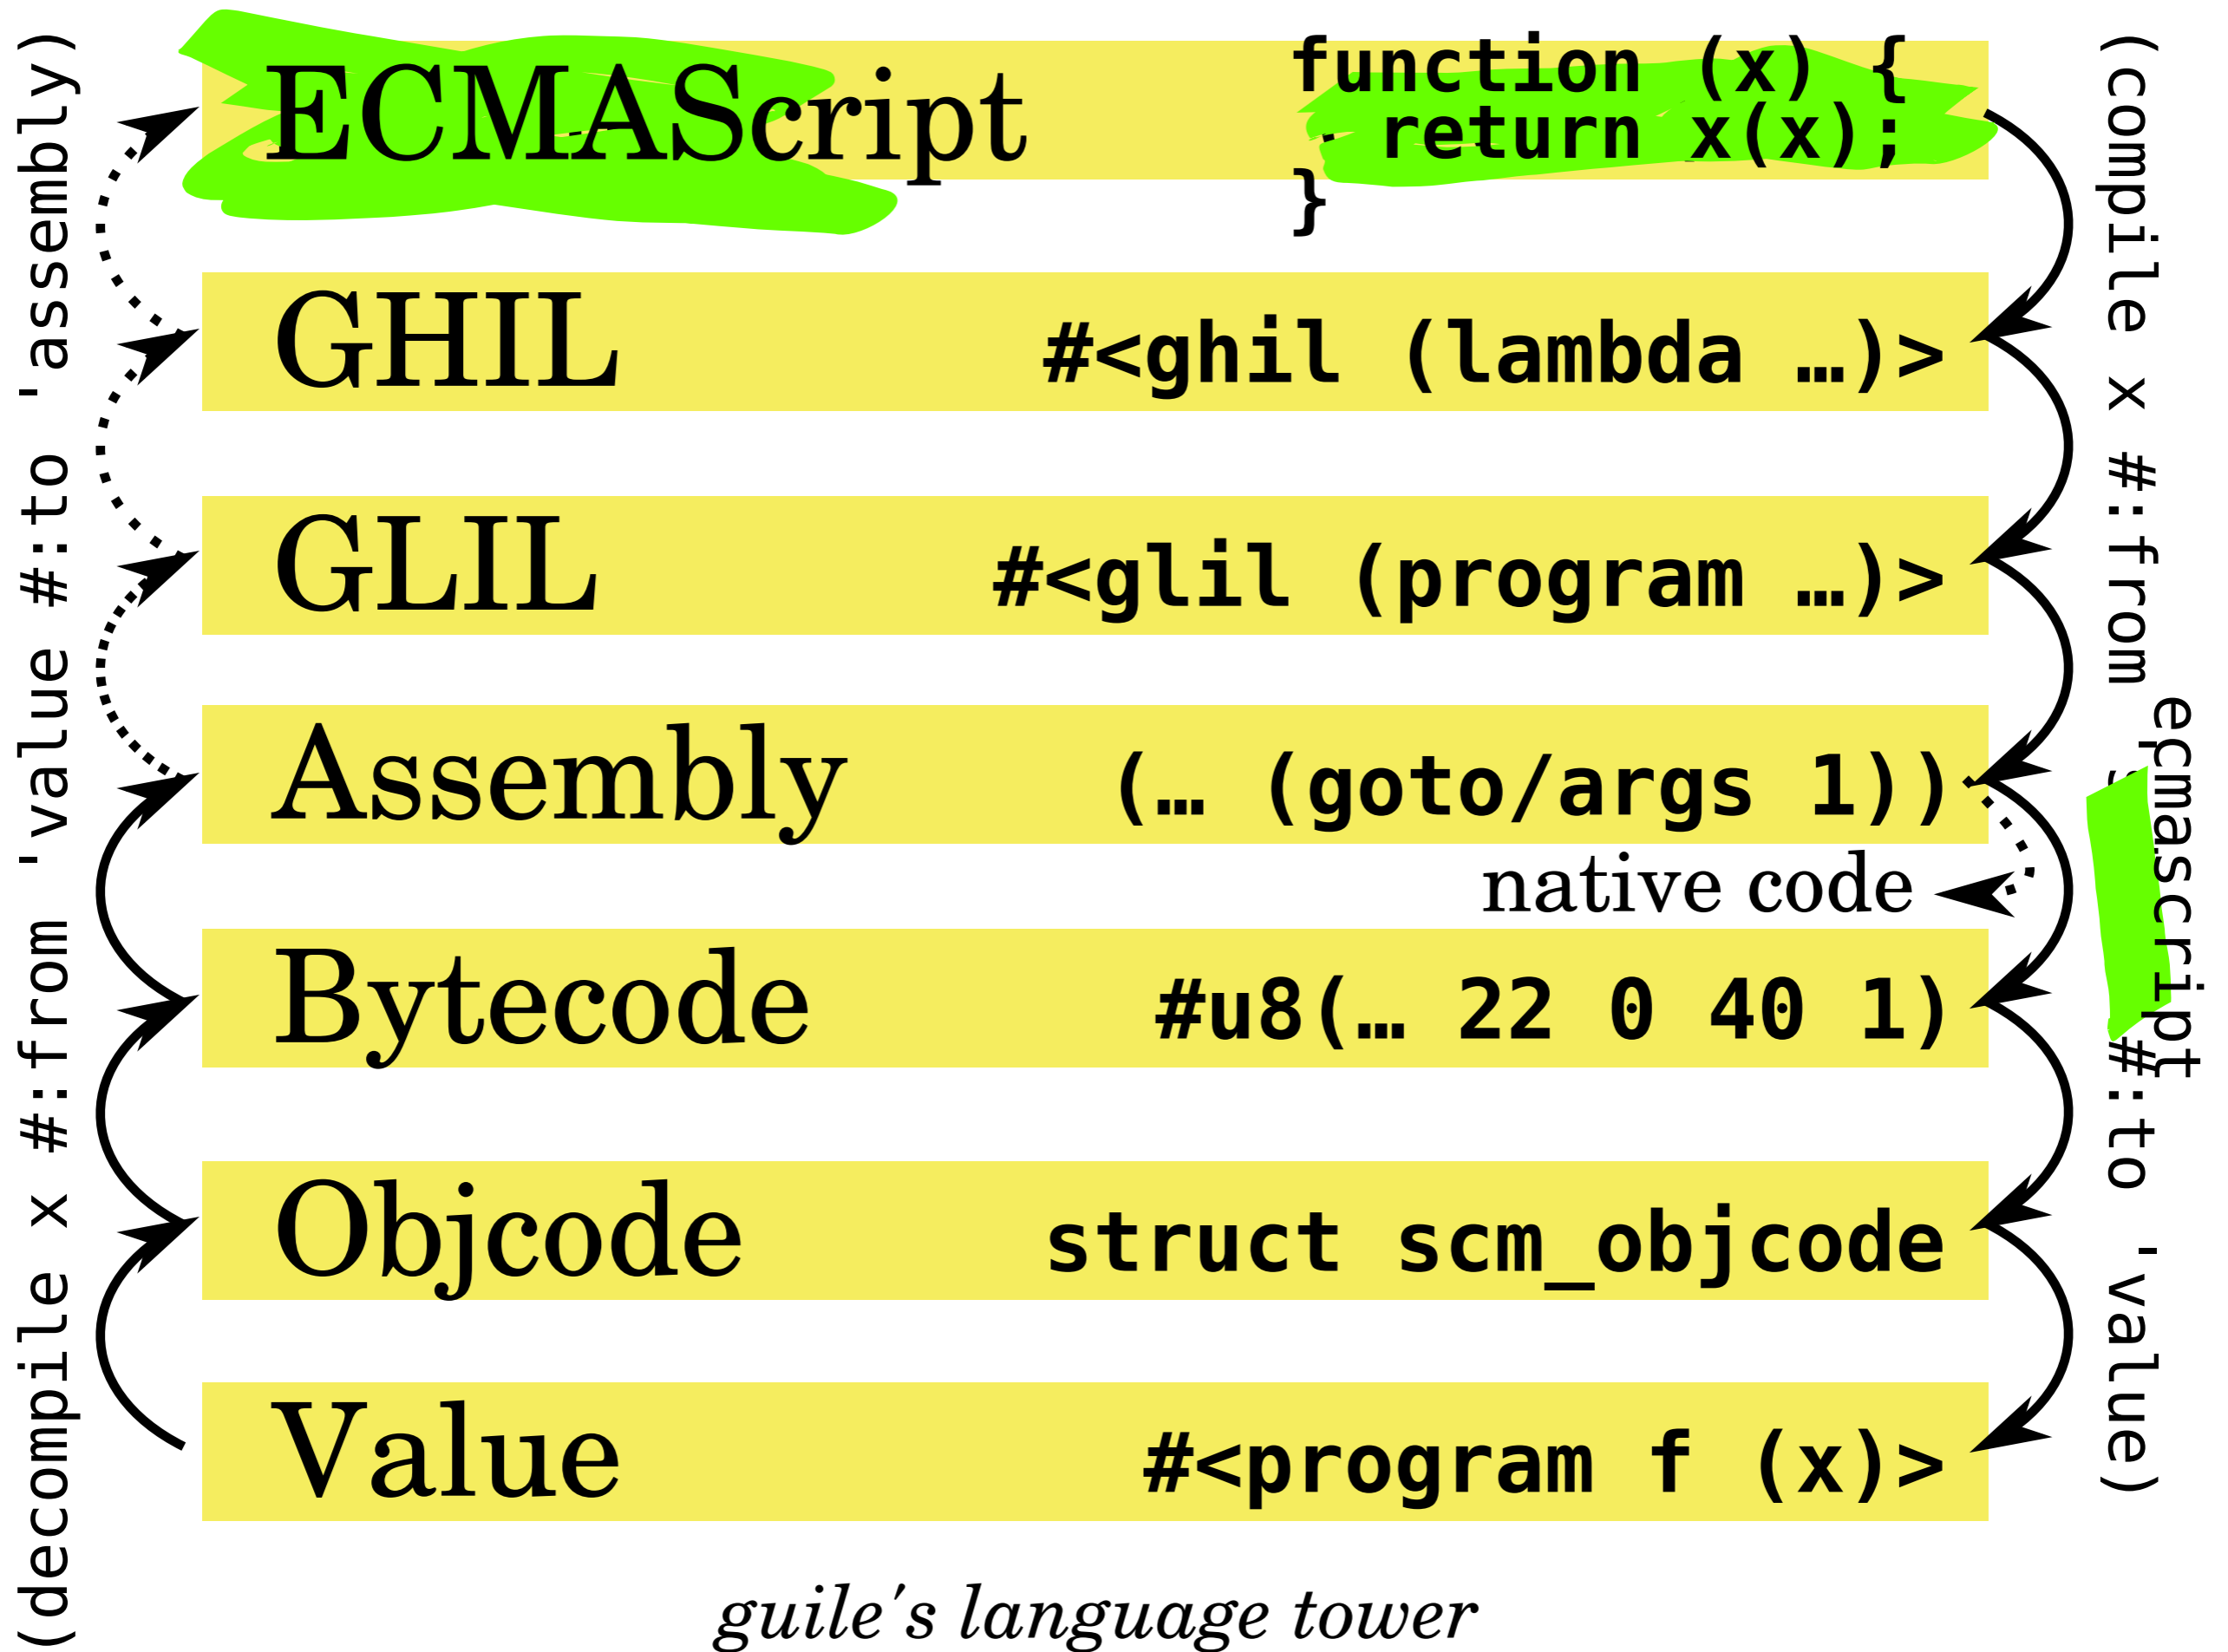 (decompile x #:from 'value #:to 'assembly)
ECMAScript
function (x) {
return x(x);
}
GHIL
#<ghil (lambda …)>
GLIL
#<glil (program …)>
Assembly
(… (goto/args 1))
native code
Bytecode
#u8(… 22 0 40 1)
Objcode
struct scm_objcode
Value
#<program f (x)>
(compile x #:from 'ecmascript #:to 'value)
guile's language tower